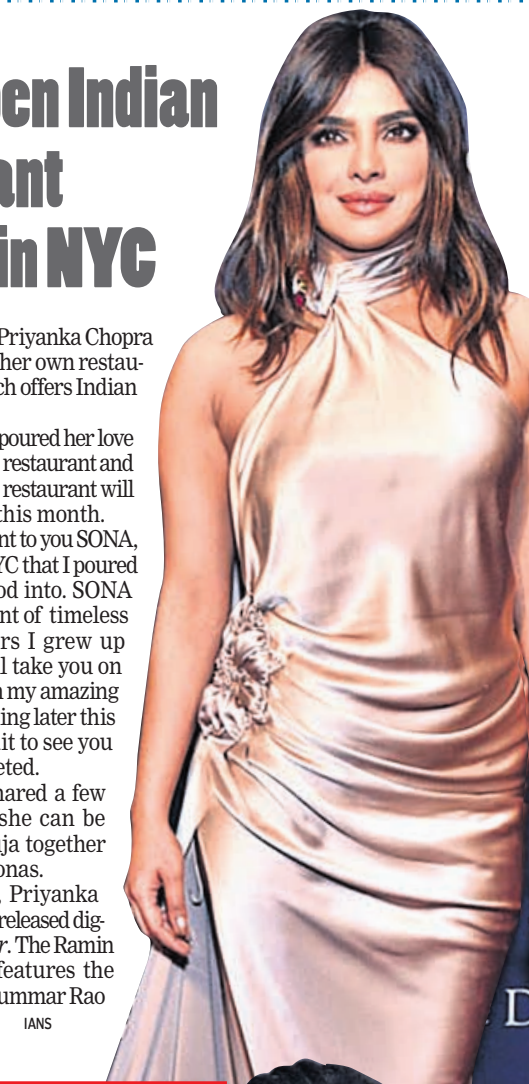 en Indian
ant
in NYC
Priyanka Chopra
her own restau-
ch offers Indian
poured her love
restaurant and
restaurant will
this month.
nt to you SONA,
YC that I poured
od into. SONA
nt of timeless
rs I grew up
l take you on
my amazing
ing later this
it to see you
eted.
hared a few
she can be
ja together
onas.
Priyanka
released dig-
r. The Ramin
features the
ummar Rao
IANS
D